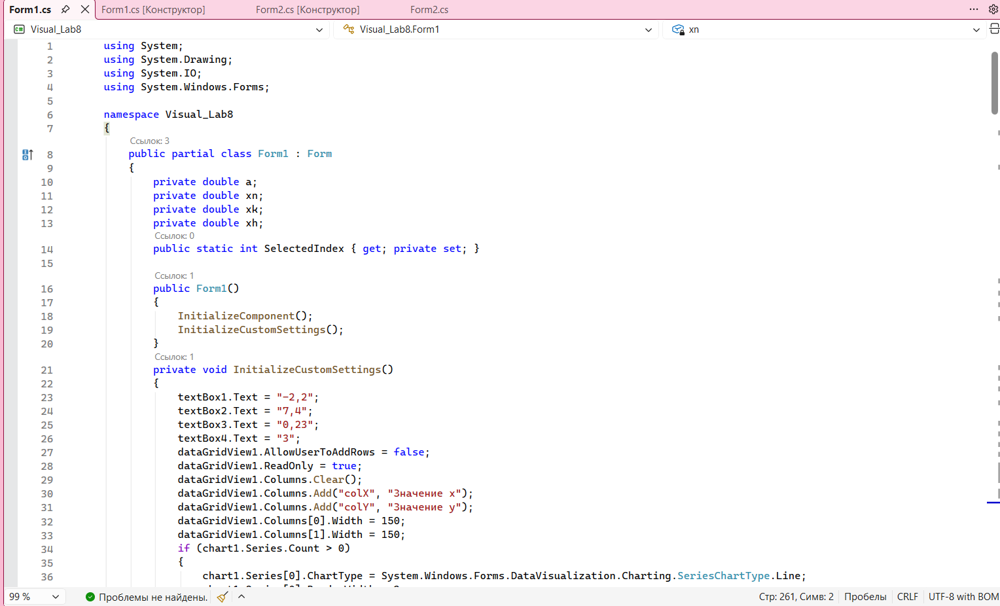 Form1.cs Form1.cs [Конструктор] Form2.cs [Конструктор] Form2.cs
Visual_Lab8 Visual_Lab8.Form1 xn
1 using System;
2 using System.Drawing;
3 using System.IO;
4 using System.Windows.Forms;
5
6 namespace Visual_Lab8
7 {
Ссылок: 3
8 public partial class Form1 : Form
9 {
10 private double a;
11 private double xn;
12 private double xk;
13 private double xh;
Ссылок: 0
14 public static int SelectedIndex { get; private set; }
15
Ссылок: 1
16 public Form1()
17 {
18 InitializeComponent();
19 InitializeCustomSettings();
20 }
Ссылок: 1
21 private void InitializeCustomSettings()
22 {
23 textBox1.Text = "-2,2";
24 textBox2.Text = "7,4";
25 textBox3.Text = "0,23";
26 textBox4.Text = "3";
27 dataGridView1.AllowUserToAddRows = false;
28 dataGridView1.ReadOnly = true;
29 dataGridView1.Columns.Clear();
30 dataGridView1.Columns.Add("colX", "Значение x");
31 dataGridView1.Columns.Add("colY", "Значение y");
32 dataGridView1.Columns[0].Width = 150;
33 dataGridView1.Columns[1].Width = 150;
34 if (chart1.Series.Count > 0)
35 {
36 chart1.Series[0].ChartType = System.Windows.Forms.DataVisualization.Charting.SeriesChartType.Line;
99 % Проблемы не найдены. Стр: 261, Симв: 2 Пробелы CRLF UTF-8 with BOM